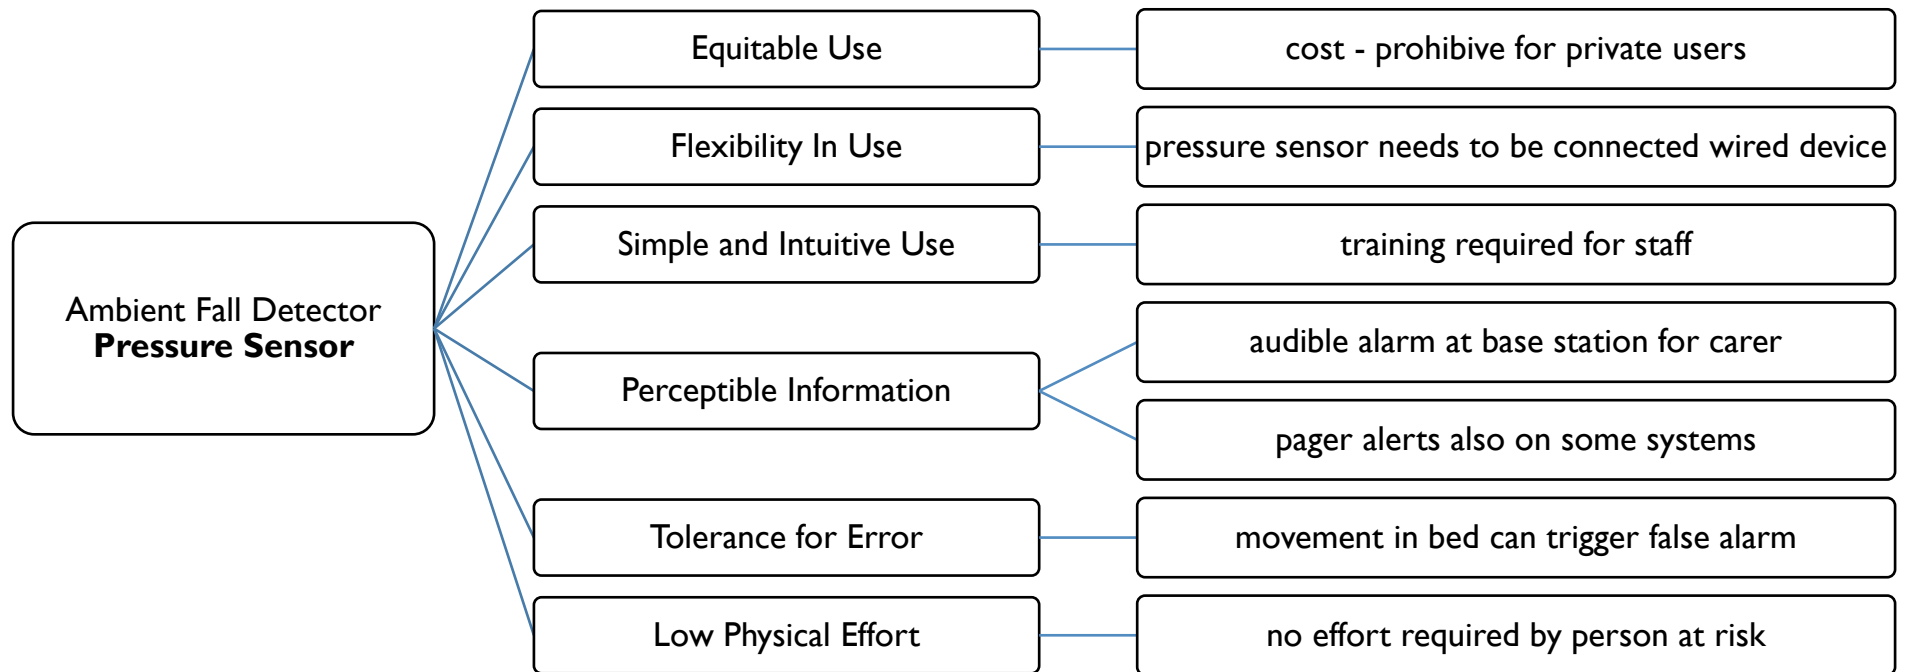 Ambient Fall Detector
Pressure Sensor
Equitable Use
cost - prohibive for private users
Flexibility In Use
pressure sensor needs to be connected wired device
Simple and Intuitive Use
training required for staff
Perceptible Information
audible alarm at base station for carer
pager alerts also on some systems
Tolerance for Error
movement in bed can trigger false alarm
Low Physical Effort
no effort required by person at risk